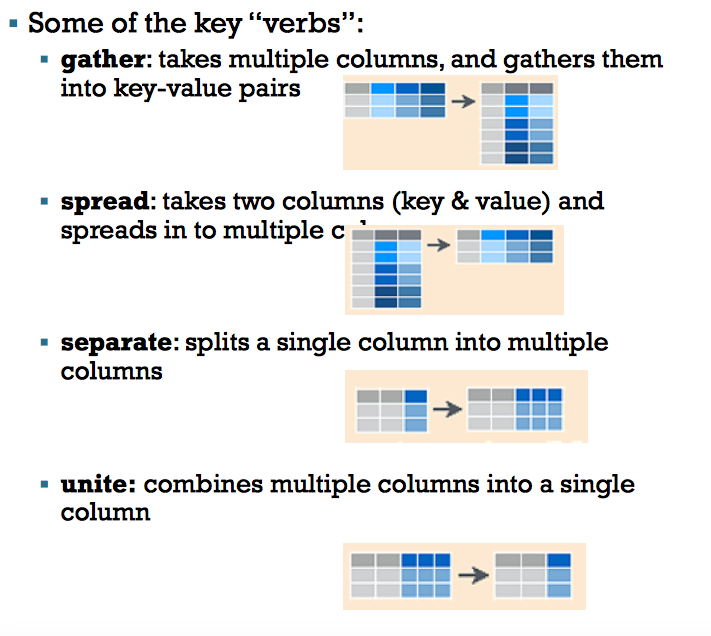 Some of the key “verbs”:
gather: takes multiple columns, and gathers them
into key-value pairs
spread: takes two columns (key & value) and
spreads in to multiple
separate: splits a single column into multiple
columns
unite: combines multiple columns into a single
column